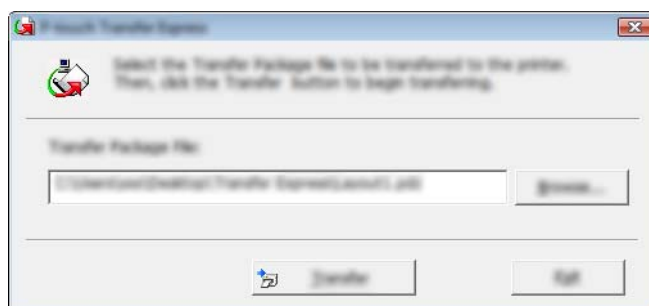 P-touch Transfer Express
Select the Transfer Package file to be transferred to the printer.
Then, click the Transfer button to begin transferring.
Transfer Package File:
Browse...
Transfer
Exit